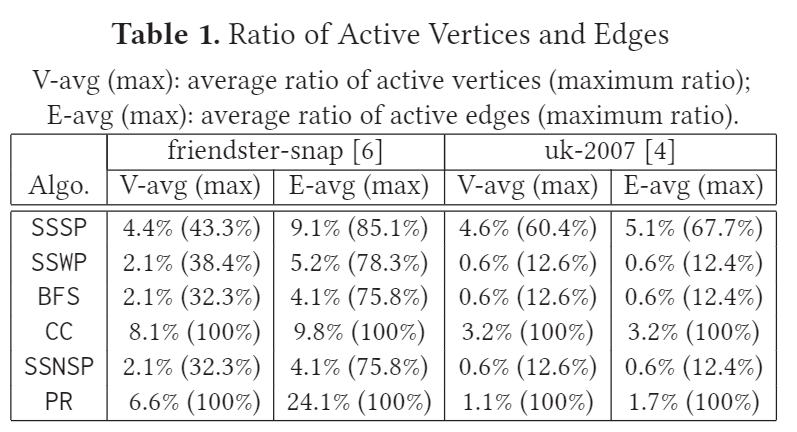 Table 1. Ratio of Active Vertices and Edges
V-avg (max): average ratio of active vertices (maximum ratio);
E-avg (max): average ratio of active edges (maximum ratio).
friendster-snap [6] uk-2007 [4]
Algo. V-avg (max) E-avg (max) V-avg (max) E-avg (max)
SSSP 4.4% (43.3%) 9.1% (85.1%) 4.6% (60.4%) 5.1% (67.7%)
SSWP 2.1% (38.4%) 5.2% (78.3%) 0.6% (12.6%) 0.6% (12.4%)
BFS 2.1% (32.3%) 4.1% (75.8%) 0.6% (12.6%) 0.6% (12.4%)
CC 8.1% (100%) 9.8% (100%) 3.2% (100%) 3.2% (100%)
SSNSP 2.1% (32.3%) 4.1% (75.8%) 0.6% (12.6%) 0.6% (12.4%)
PR 6.6% (100%) 24.1% (100%) 1.1% (100%) 1.7% (100%)